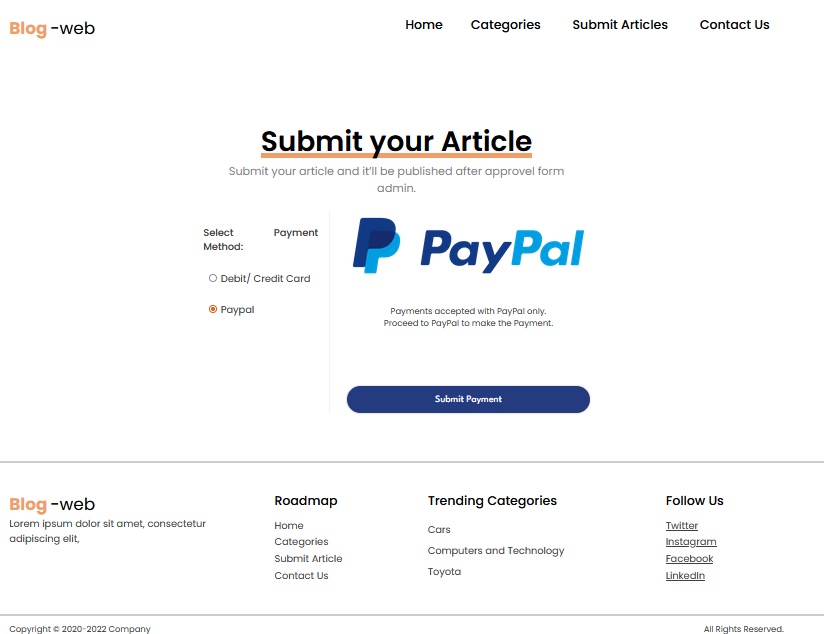 Blog -web
Home Categories Submit Articles Contact Us
Submit your Article
Submit your article and it'll be published after approvel form
admin.
Select Payment
Method:
Debit/ Credit Card
Paypal
PayPal
Payments accepted with PayPal only.
Proceed to PayPal to make the Payment.
Submit Payment
Blog -web
Lorem ipsum dolor sit amet, consectetur
adipiscing elit,
Roadmap
Home
Categories
Submit Article
Contact Us
Trending Categories
Cars
Computers and Technology
Toyota
Follow Us
Twitter
Instagram
Facebook
LinkedIn
Copyright © 2020-2022 Company
All Rights Reserved.